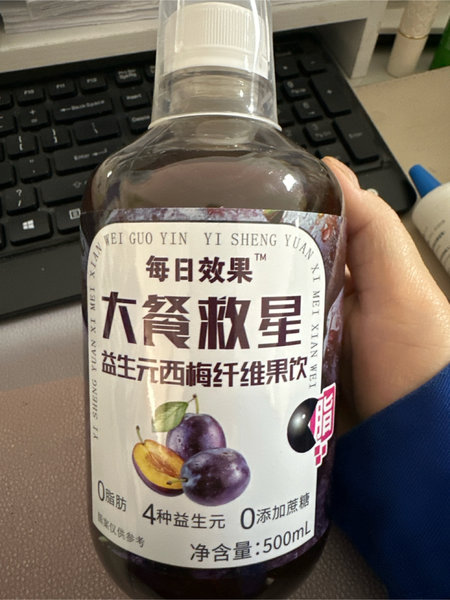 YI SHENG YUAN XI MEI XIAN WEI GUO YIN YI SHENG YUAN XI MEI XIAN WEI
每日效果™
大餐救星
益生元西梅纤维果饮
脂
0脂肪
4种益生元
0添加蔗糖
图案仅供参考
净含量:500mL